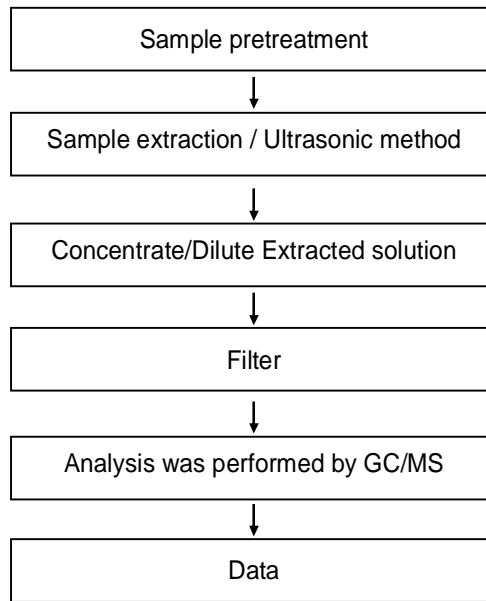 Sample pretreatment
Sample extraction / Ultrasonic method
Concentrate/Dilute Extracted solution
Filter
Analysis was performed by GC/MS
Data